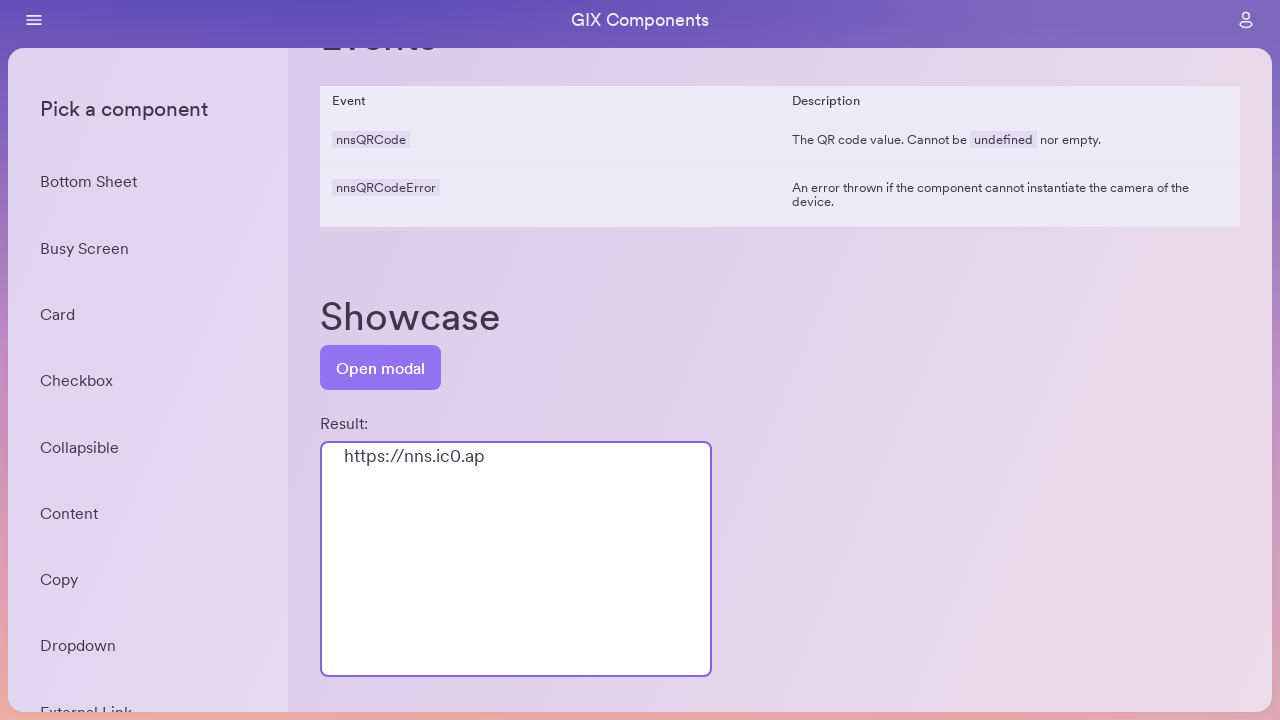 GIX Components
Pick a component
Bottom Sheet
Busy Screen
Card
Checkbox
Collapsible
Content
Copy
Dropdown
External Link
Events
Event Description
nnsQRCode The QR code value. Cannot be undefined nor empty.
nnsQRCodeError An error thrown if the component cannot instantiate the camera of the
device.
Showcase
Open modal
Result:
https://nns.ic0.ap